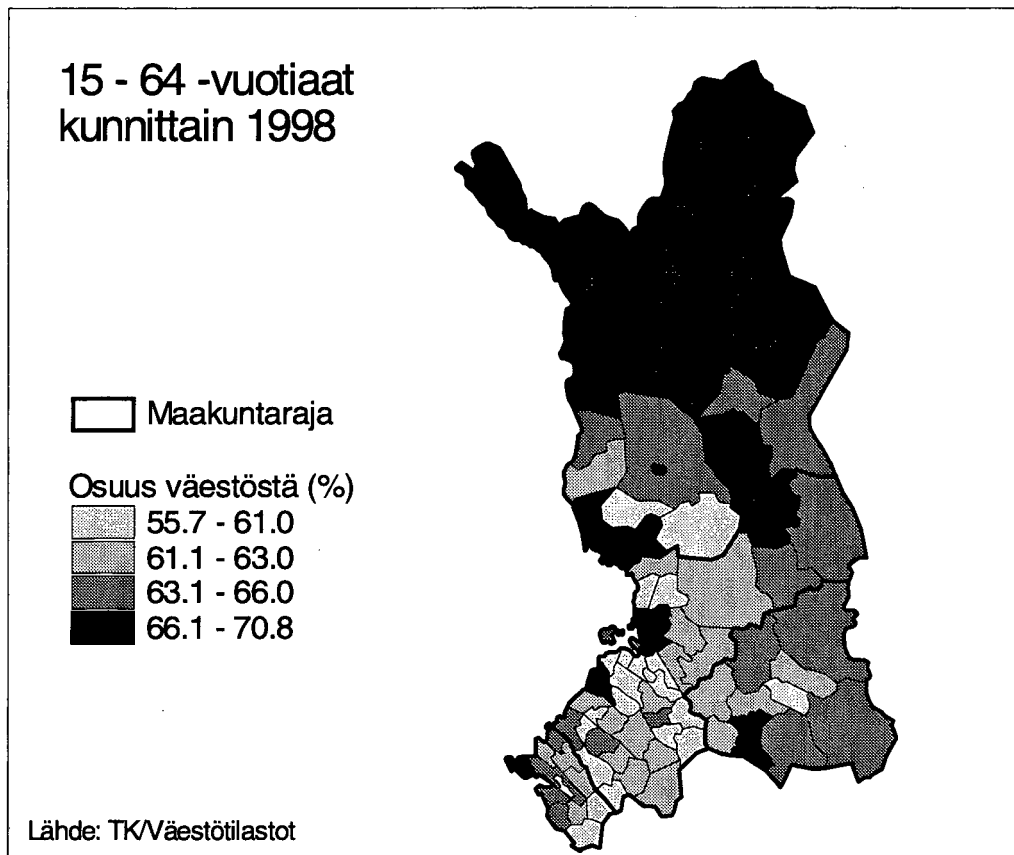 15 - 64 -vuotiaat
kunnittain 1998
Maakuntaraja
Osuus väestöstä (%)
55.7 - 61.0
61.1 - 63.0
63.1 - 66.0
66.1 - 70.8
Lähde: TK/Väestötilastot